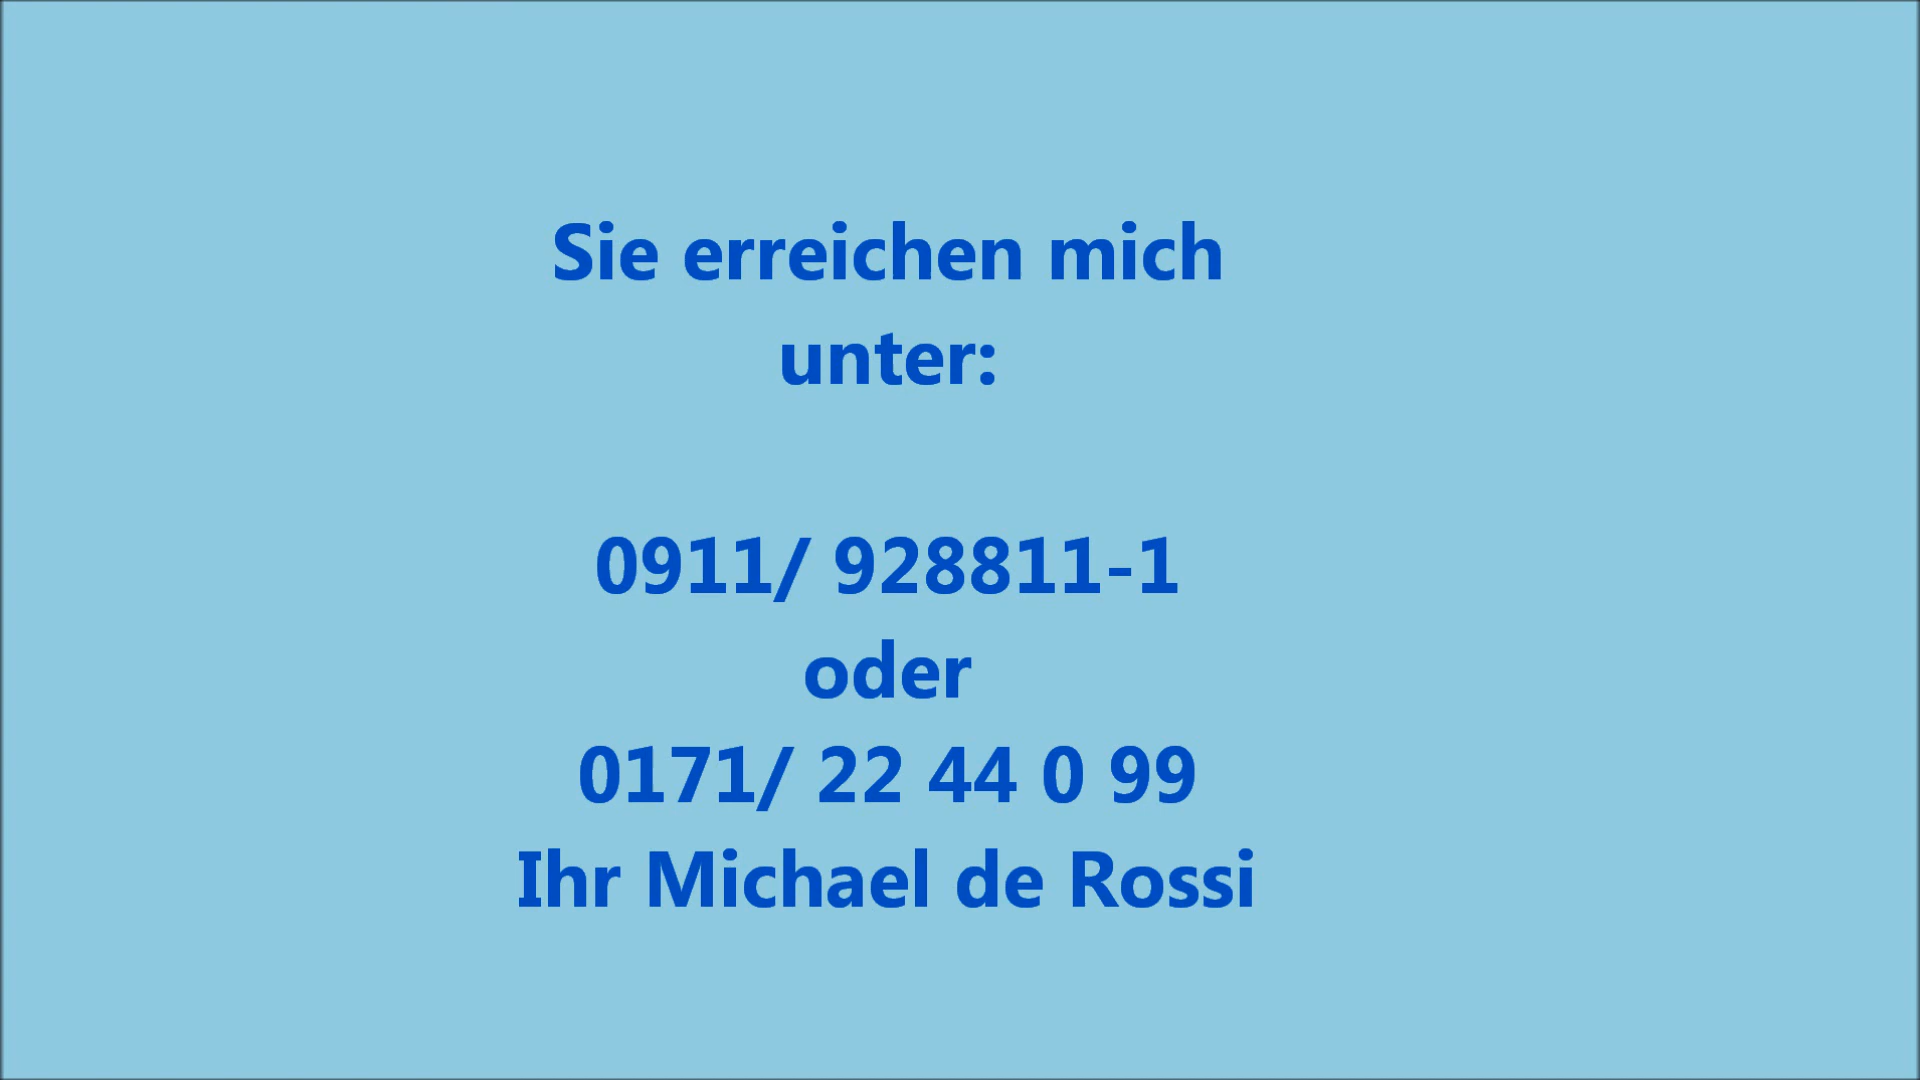 Sie erreichen mich
unter:
0911/ 928811-1
oder
0171/ 22 44 0 99
Ihr Michael de Rossi